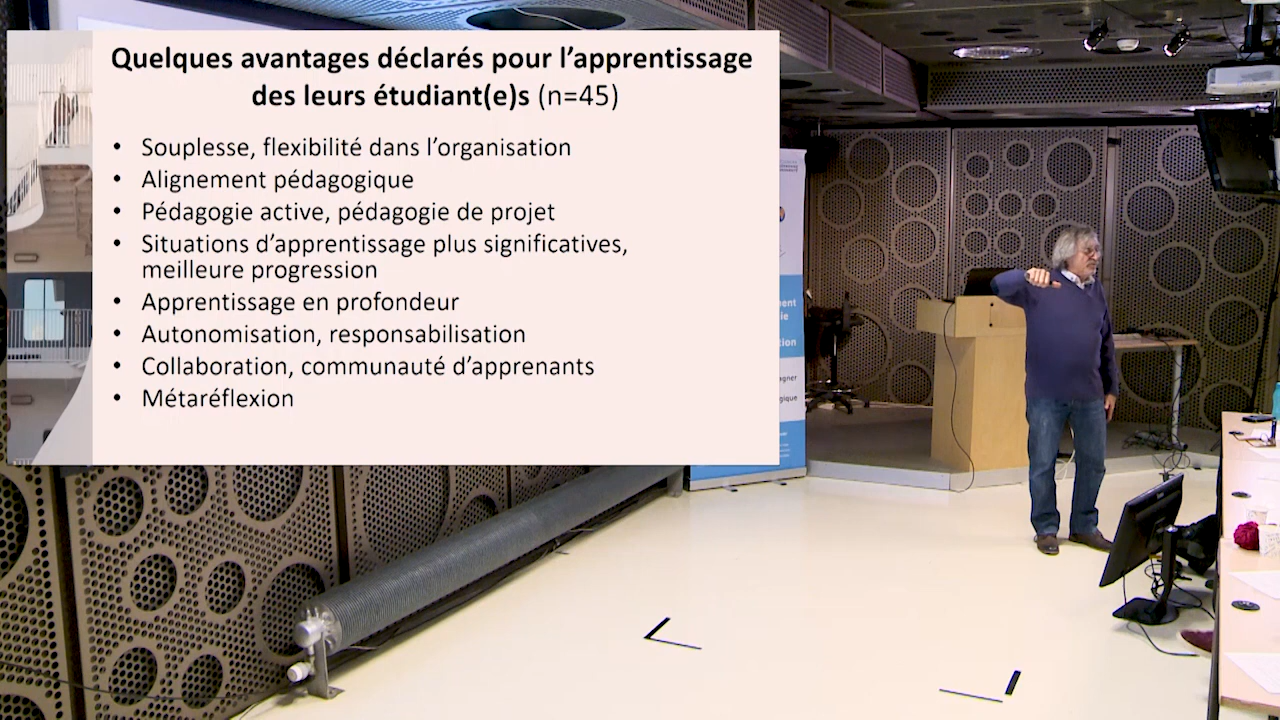 Quelques avantages déclarés pour l’apprentissage
des leurs étudiant(e)s (n=45)
• Souplesse, flexibilité dans l’organisation
• Alignement pédagogique
• Pédagogie active, pédagogie de projet
• Situations d’apprentissage plus significatives,
meilleure progression
• Apprentissage en profondeur
• Autonomisation, responsabilisation
• Collaboration, communauté d’apprenants
• Métaréflexion